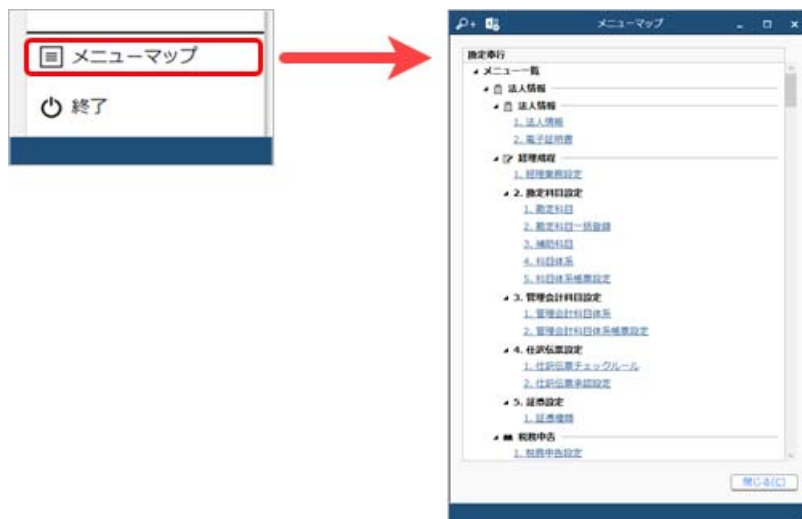 メニューマップ
終了
メニューマップ
勘定奉行
メニュー一覧
法人情報
法人情報
1. 法人情報
2. 電子証明書
経理規程
1. 経理業務設定
2. 勘定科目設定
1. 勘定科目
2. 勘定科目一括登録
3. 補助科目
4. 科目体系
5. 科目体系帳票設定
3. 管理会計科目設定
1. 管理会計科目体系
2. 管理会計科目体系帳票設定
4. 仕訳伝票設定
1. 仕訳伝票チェックルール
2. 仕訳伝票承認設定
5. 証憑設定
1. 証憑種類
税務申告
1. 税務申告設定
閉じる(C)